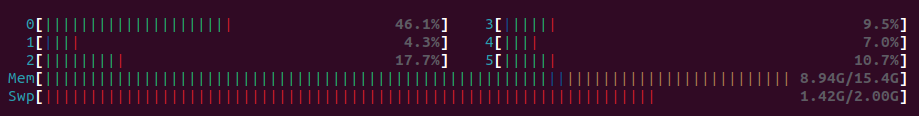 0[||||||||||||||||||||| 46.1%] 3[|||||| 9.5%]
1[|||| 4.3%] 4[|||| 7.0%]
2[||||||||| 17.7%] 5[|||||| 10.7%]
Mem[||||||||||||||||||||||||||||||||||||||||||||||||||||||||||||||||||||||||||||||||||| 8.94G/15.4G]
Swp[|||||||||||||||||||||||||||||||||||||||||||||||||||||||||||||||||||| 1.42G/2.00G]